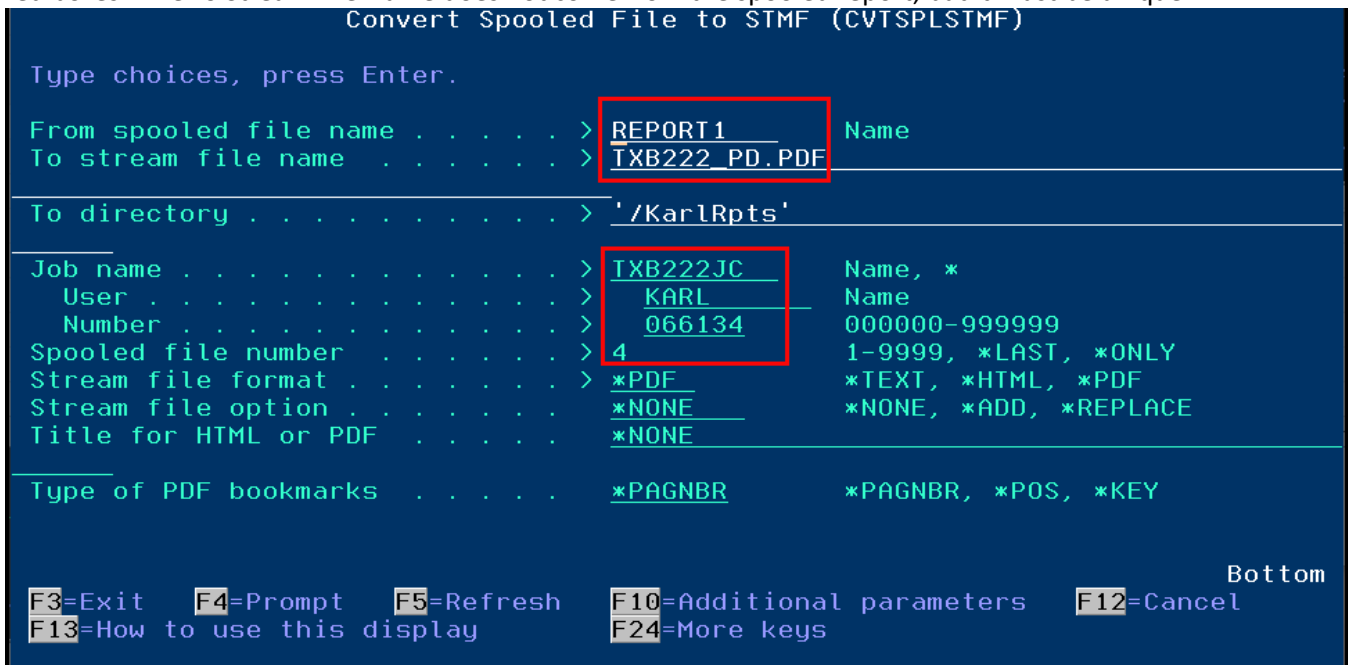 Convert Spooled File to STMF (CVTSPLSTMF)
Type choices, press Enter.
From spooled file name . . . . . > REPORT1 Name
To stream file name . . . . . . > TXB222_PD.PDF
To directory . . . . . . . . . . > '/KarlRpts'
Job name . . . . . . . . . . . . > TXB222JC Name, *
User . . . . . . . . . . . . . > KARL Name
Number . . . . . . . . . . . . > 066134 000000-999999
Spooled file number . . . . . . > 4 1-9999, *LAST, *ONLY
Stream file format . . . . . . . > *PDF *TEXT, *HTML, *PDF
Stream file option . . . . . . . *NONE *NONE, *ADD, *REPLACE
Title for HTML or PDF . . . . . *NONE
Type of PDF bookmarks . . . . . *PAGNBR *PAGNBR, *POS, *KEY
Bottom
F3=Exit F4=Prompt F5=Refresh F10=Additional parameters F12=Cancel
F13=How to use this display F24=More keys